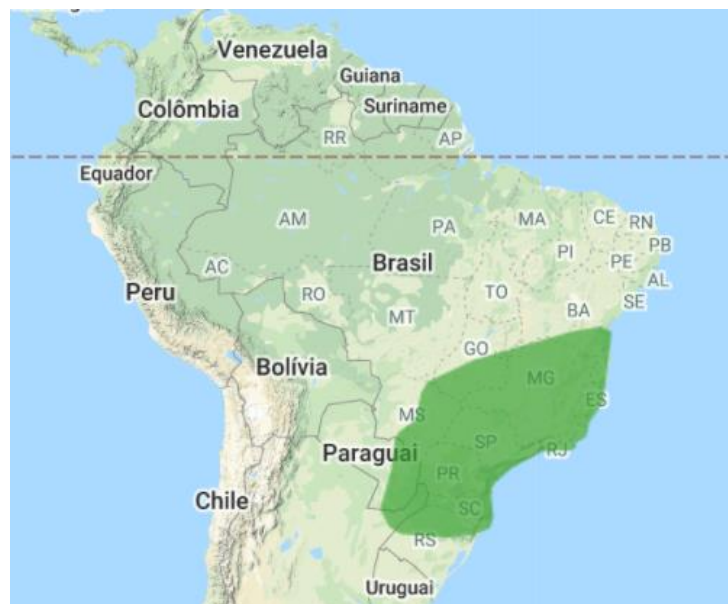 Venezuela
Guiana
Suriname
Colômbia
RR
AP
Equador
AM
PA
MA
CE
RN
PB
PI
PE
AL
AC
Brasil
SE
Peru
RO
TO
MT
BA
GO
Bolívia
MG
MS
ES
SP
RJ
Paraguai
PR
Chile
SC
RS
Uruguai